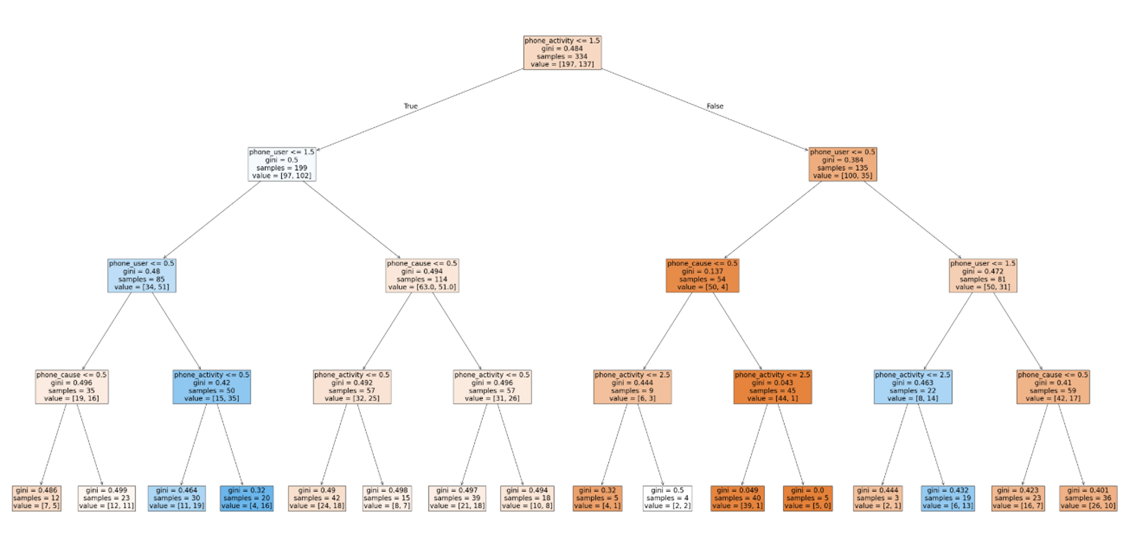 phone_activity <= 1.5
gini = 0.484
samples = 334
value = [197, 137]
True
False
phone_user <= 1.5
gini = 0.5
samples = 199
value = [97, 102]
phone_user <= 0.5
gini = 0.384
samples = 135
value = [100, 35]
phone_user <= 0.5
gini = 0.48
samples = 85
value = [34, 51]
phone_cause <= 0.5
gini = 0.494
samples = 114
value = [63.0, 51.0]
phone_cause <= 0.5
gini = 0.137
samples = 54
value = [50, 4]
phone_user <= 1.5
gini = 0.472
samples = 81
value = [50, 31]
phone_cause <= 0.5
gini = 0.496
samples = 35
value = [19, 16]
phone_activity <= 0.5
gini = 0.42
samples = 50
value = [15, 35]
phone_activity <= 0.5
gini = 0.492
samples = 57
value = [32, 25]
phone_activity <= 0.5
gini = 0.496
samples = 57
value = [31, 26]
phone_activity <= 2.5
gini = 0.444
samples = 9
value = [6, 3]
phone_activity <= 2.5
gini = 0.043
samples = 45
value = [44, 1]
phone_activity <= 2.5
gini = 0.463
samples = 22
value = [8, 14]
phone_cause <= 0.5
gini = 0.41
samples = 59
value = [42, 17]
gini = 0.486
samples = 12
value = [7, 5]
gini = 0.499
samples = 23
value = [12, 11]
gini = 0.464
samples = 30
value = [11, 19]
gini = 0.32
samples = 20
value = [4, 16]
gini = 0.49
samples = 42
value = [24, 18]
gini = 0.498
samples = 15
value = [8, 7]
gini = 0.497
samples = 39
value = [21, 18]
gini = 0.494
samples = 18
value = [10, 8]
gini = 0.32
samples = 5
value = [4, 1]
gini = 0.5
samples = 4
value = [2, 2]
gini = 0.049
samples = 40
value = [39, 1]
gini = 0.0
samples = 5
value = [5, 0]
gini = 0.444
samples = 3
value = [2, 1]
gini = 0.432
samples = 19
value = [6, 13]
gini = 0.423
samples = 23
value = [16, 7]
gini = 0.401
samples = 36
value = [26, 10]